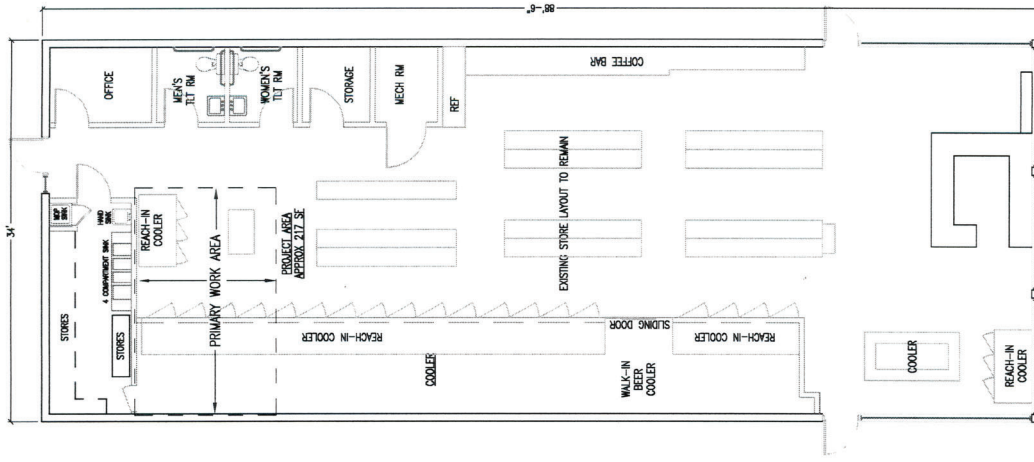 88'-6"
34'
OFFICE
MEN'S
TLT RM
WOMEN'S
TLT RM
STORAGE
MECH RM
REF
COFFEE BAR
MOP
SINK
HAND
SINK
4 COMPARTMENT SINK
STORES
STORES
REACH-IN
COOLER
PRIMARY WORK AREA
PROJECT AREA
APPROX 217 SF
EXISTING STORE LAYOUT TO REMAIN
REACH-IN COOLER
SLIDING DOOR
REACH-IN COOLER
COOLER
WALK-IN
BEER
COOLER
COOLER
REACH-IN
COOLER